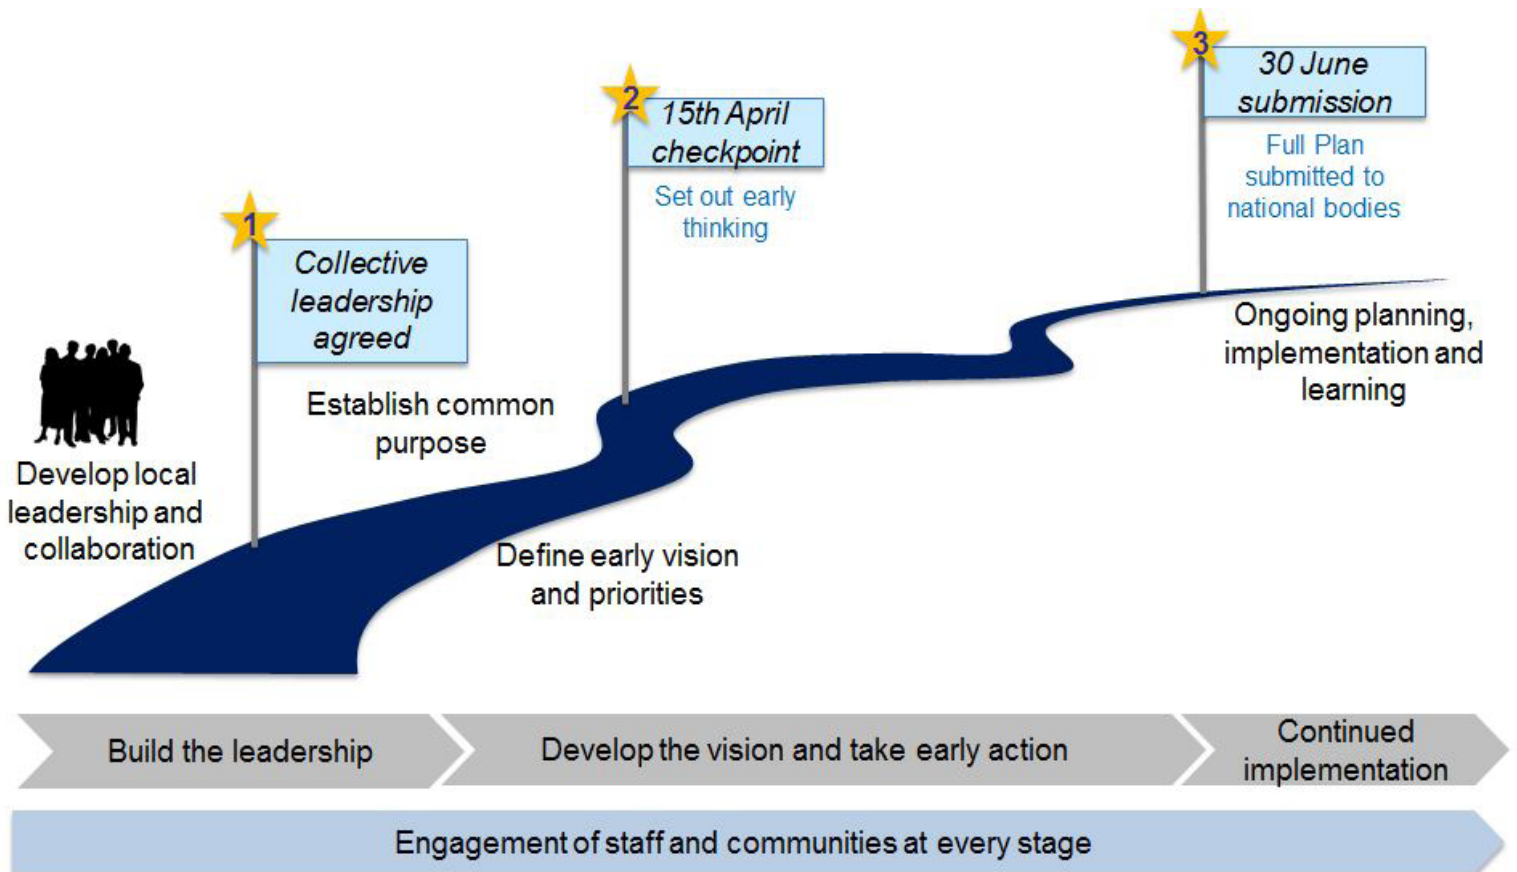 1
Collective
leadership
agreed
2
15th April
checkpoint
Set out early
thinking
3
30 June
submission
Full Plan
submitted to
national bodies
Develop local
leadership and
collaboration
Establish common
purpose
Define early vision
and priorities
Ongoing planning,
implementation and
learning
Build the leadership
Develop the vision and take early action
Continued
implementation
Engagement of staff and communities at every stage